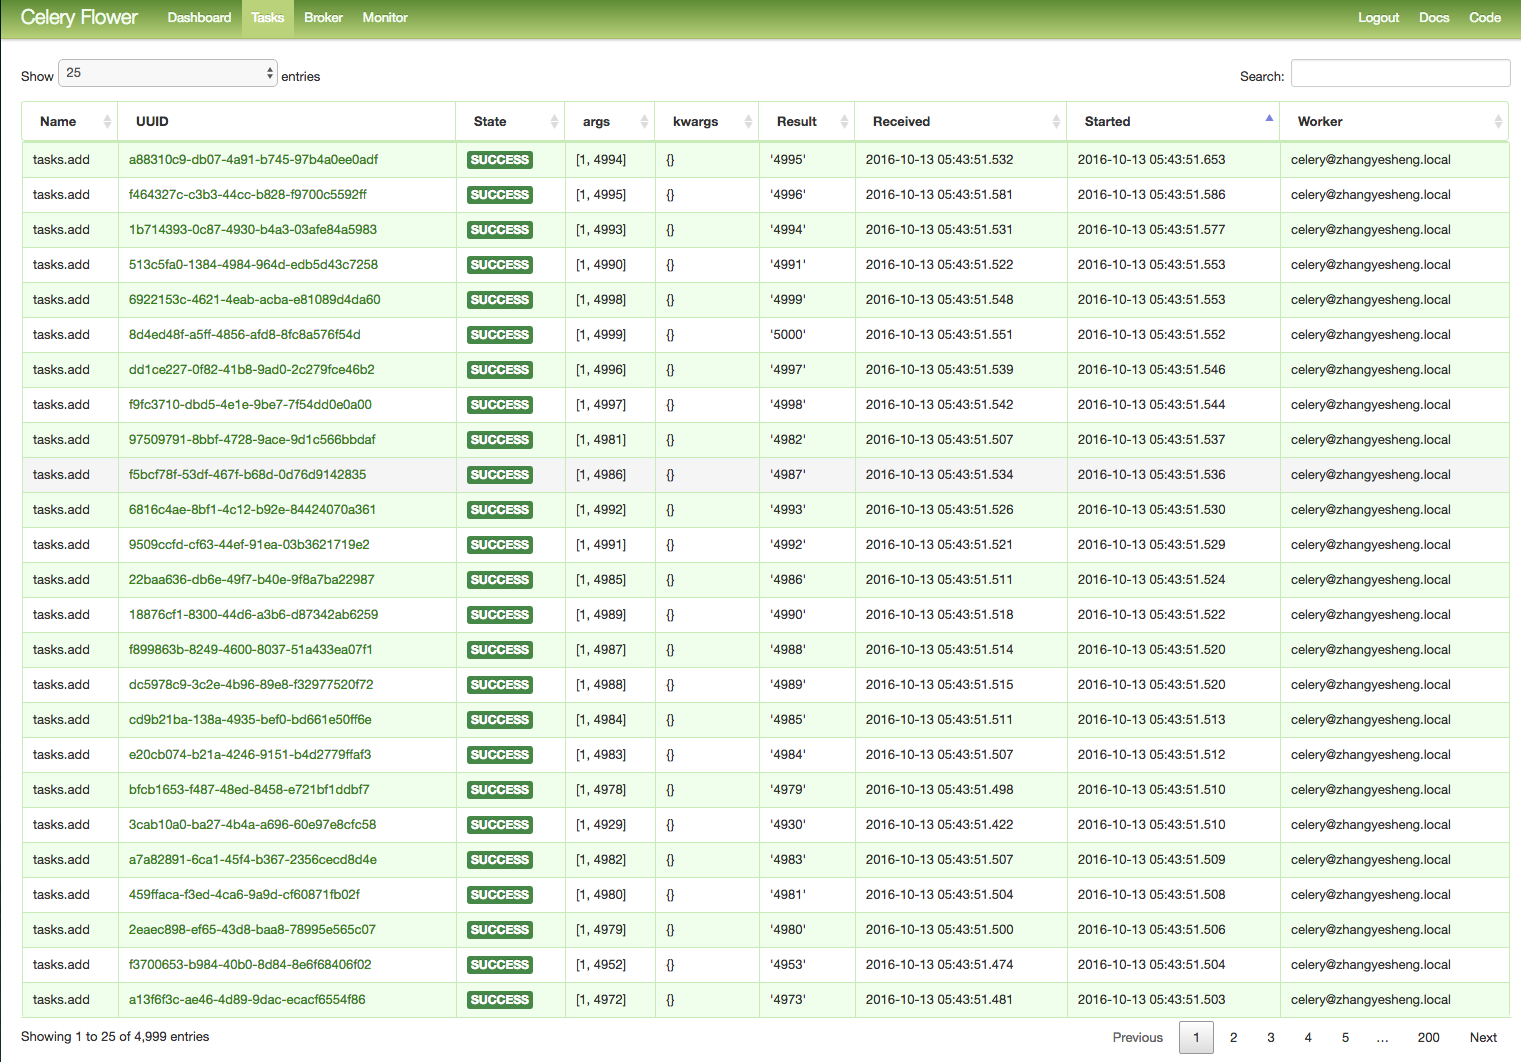 Celery Flower Dashboard Tasks Broker Monitor Logout Docs Code
Show 25 entries Search:
Name UUID State args kwargs Result Received Started Worker
tasks.add a88310c9-db07-4a91-b745-97b4a0ee0adf SUCCESS [1, 4994] {} '4995' 2016-10-13 05:43:51.532 2016-10-13 05:43:51.653 celery@zhangyesheng.local
tasks.add f464327c-c3b3-44cc-b828-f9700c5592ff SUCCESS [1, 4995] {} '4996' 2016-10-13 05:43:51.581 2016-10-13 05:43:51.586 celery@zhangyesheng.local
tasks.add 1b714393-0c87-4930-b4a3-03afe84a5983 SUCCESS [1, 4993] {} '4994' 2016-10-13 05:43:51.531 2016-10-13 05:43:51.577 celery@zhangyesheng.local
tasks.add 513c5fa0-1384-4984-964d-edb5d43c7258 SUCCESS [1, 4990] {} '4991' 2016-10-13 05:43:51.522 2016-10-13 05:43:51.553 celery@zhangyesheng.local
tasks.add 6922153c-4621-4eab-acba-e81089d4da60 SUCCESS [1, 4998] {} '4999' 2016-10-13 05:43:51.548 2016-10-13 05:43:51.553 celery@zhangyesheng.local
tasks.add 8d4ed48f-a5ff-4856-afd8-8fc8a576f54d SUCCESS [1, 4999] {} '5000' 2016-10-13 05:43:51.551 2016-10-13 05:43:51.552 celery@zhangyesheng.local
tasks.add dd1ce227-0f82-41b8-9ad0-2c279fce46b2 SUCCESS [1, 4996] {} '4997' 2016-10-13 05:43:51.539 2016-10-13 05:43:51.546 celery@zhangyesheng.local
tasks.add f9fc3710-dbd5-4e1e-9be7-7f54dd0e0a00 SUCCESS [1, 4997] {} '4998' 2016-10-13 05:43:51.542 2016-10-13 05:43:51.544 celery@zhangyesheng.local
tasks.add 97509791-8bbf-4728-9ace-9d1c566bbdaf SUCCESS [1, 4981] {} '4982' 2016-10-13 05:43:51.507 2016-10-13 05:43:51.537 celery@zhangyesheng.local
tasks.add f5bcf78f-53df-467f-b68d-0d76d9142835 SUCCESS [1, 4986] {} '4987' 2016-10-13 05:43:51.534 2016-10-13 05:43:51.536 celery@zhangyesheng.local
tasks.add 6816c4ae-8bf1-4c12-b92e-84424070a361 SUCCESS [1, 4992] {} '4993' 2016-10-13 05:43:51.526 2016-10-13 05:43:51.530 celery@zhangyesheng.local
tasks.add 9509ccfd-cf63-44ef-91ea-03b3621719e2 SUCCESS [1, 4991] {} '4992' 2016-10-13 05:43:51.521 2016-10-13 05:43:51.529 celery@zhangyesheng.local
tasks.add 22baa636-db6e-49f7-b40e-9f8a7ba22987 SUCCESS [1, 4985] {} '4986' 2016-10-13 05:43:51.511 2016-10-13 05:43:51.524 celery@zhangyesheng.local
tasks.add 18876cf1-8300-44d6-a3b6-d87342ab6259 SUCCESS [1, 4989] {} '4990' 2016-10-13 05:43:51.518 2016-10-13 05:43:51.522 celery@zhangyesheng.local
tasks.add f899863b-8249-4600-8037-51a433ea07f1 SUCCESS [1, 4987] {} '4988' 2016-10-13 05:43:51.514 2016-10-13 05:43:51.520 celery@zhangyesheng.local
tasks.add dc5978c9-3c2e-4b96-89e8-f32977520f72 SUCCESS [1, 4988] {} '4989' 2016-10-13 05:43:51.515 2016-10-13 05:43:51.520 celery@zhangyesheng.local
tasks.add cd9b21ba-138a-4935-bef0-bd661e50ff6e SUCCESS [1, 4984] {} '4985' 2016-10-13 05:43:51.511 2016-10-13 05:43:51.513 celery@zhangyesheng.local
tasks.add e20cb074-b21a-4246-9151-b4d2779ffaf3 SUCCESS [1, 4983] {} '4984' 2016-10-13 05:43:51.507 2016-10-13 05:43:51.512 celery@zhangyesheng.local
tasks.add bfcb1653-f487-48ed-8458-e721bf1ddbf7 SUCCESS [1, 4978] {} '4979' 2016-10-13 05:43:51.498 2016-10-13 05:43:51.510 celery@zhangyesheng.local
tasks.add 3cab10a0-ba27-4b4a-a696-60e97e8cfc58 SUCCESS [1, 4929] {} '4930' 2016-10-13 05:43:51.422 2016-10-13 05:43:51.510 celery@zhangyesheng.local
tasks.add a7a82891-6ca1-45f4-b367-2356cecd8d4e SUCCESS [1, 4982] {} '4983' 2016-10-13 05:43:51.507 2016-10-13 05:43:51.509 celery@zhangyesheng.local
tasks.add 459ffaca-f3ed-4ca6-9a9d-cf60871fb02f SUCCESS [1, 4980] {} '4981' 2016-10-13 05:43:51.504 2016-10-13 05:43:51.508 celery@zhangyesheng.local
tasks.add 2eaec898-ef65-43d8-baa8-78995e565c07 SUCCESS [1, 4979] {} '4980' 2016-10-13 05:43:51.500 2016-10-13 05:43:51.506 celery@zhangyesheng.local
tasks.add f3700653-b984-40b0-8d84-8e6f68406f02 SUCCESS [1, 4952] {} '4953' 2016-10-13 05:43:51.474 2016-10-13 05:43:51.504 celery@zhangyesheng.local
tasks.add a13f6f3c-ae46-4d89-9dac-ecacf6554f86 SUCCESS [1, 4972] {} '4973' 2016-10-13 05:43:51.481 2016-10-13 05:43:51.503 celery@zhangyesheng.local
Showing 1 to 25 of 4,999 entries Previous 1 2 3 4 5 … 200 Next